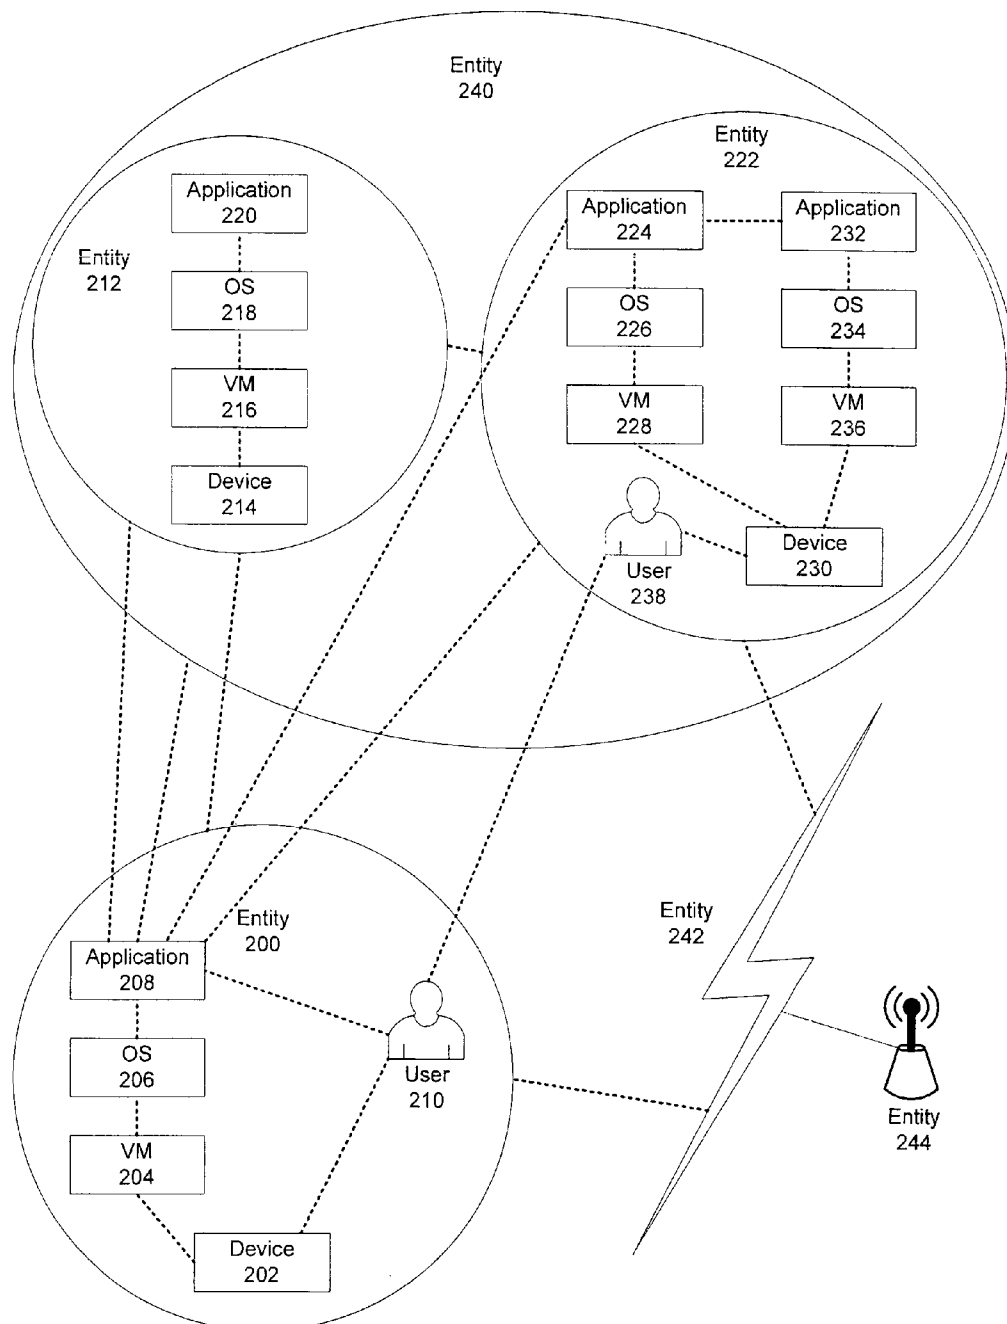 Entity
240
Entity
222
Application
220
Application
224
Application
232
Entity
212
OS
218
OS
226
OS
234
VM
216
VM
228
VM
236
Device
214
User
238
Device
230
Entity
200
Entity
242
Application
208
OS
206
User
210
VM
204
Device
202
Entity
244